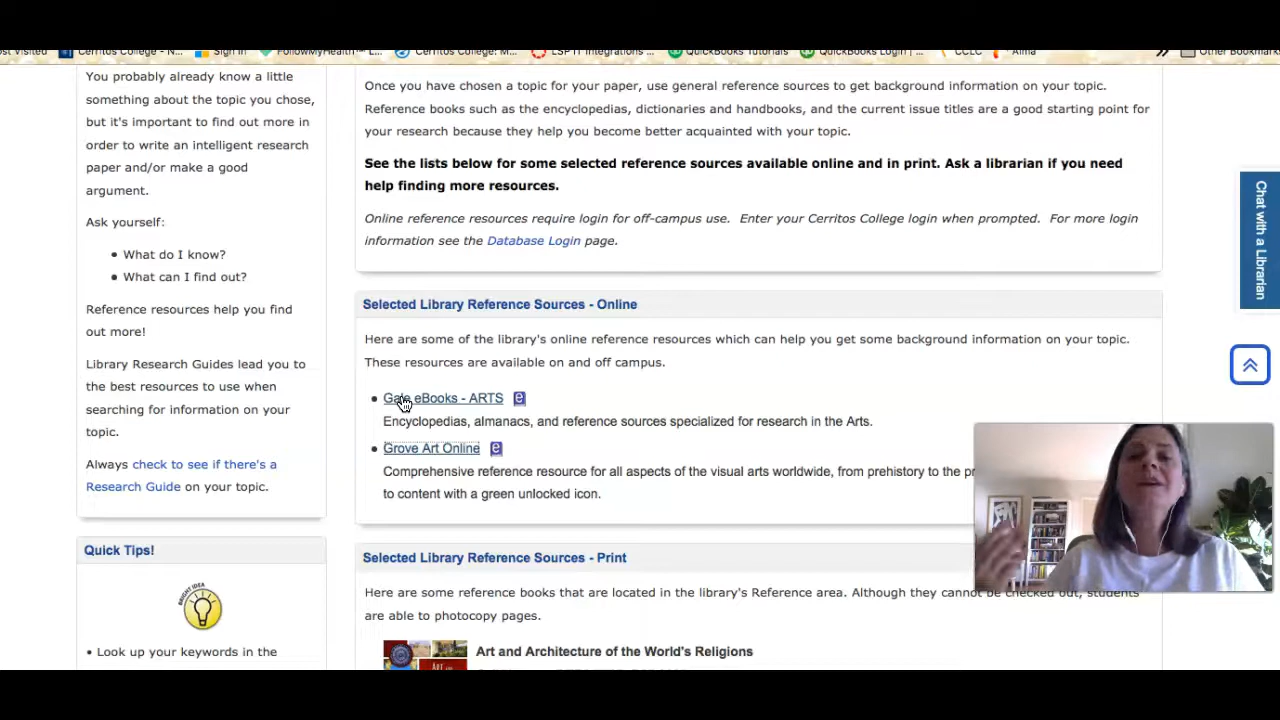 ost Visited Cerritos College - N... Sign in FollowMyHealth™ L... Cerritos College: M... LSP IT Integrations ... QuickBooks Tutorials QuickBooks Login |... CCLC Alma Other Bookmarks
You probably already know a little
something about the topic you chose,
but it's important to find out more in
order to write an intelligent research
paper and/or make a good
argument.
Ask yourself:
• What do I know?
• What can I find out?
Reference resources help you find
out more!
Library Research Guides lead you to
the best resources to use when
searching for information on your
topic.
Always check to see if there's a
Research Guide on your topic.
Quick Tips!
BRIGHT IDEA
• Look up your keywords in the
Once you have chosen a topic for your paper, use general reference sources to get background information on your topic.
Reference books such as the encyclopedias, dictionaries and handbooks, and the current issue titles are a good starting point for
your research because they help you become better acquainted with your topic.
See the lists below for some selected reference sources available online and in print. Ask a librarian if you need
help finding more resources.
Online reference resources require login for off-campus use. Enter your Cerritos College login when prompted. For more login
information see the Database Login page.
Selected Library Reference Sources - Online
Here are some of the library's online reference resources which can help you get some background information on your topic.
These resources are available on and off campus.
• Gale eBooks - ARTS e
Encyclopedias, almanacs, and reference sources specialized for research in the Arts.
• Grove Art Online e
Comprehensive reference resource for all aspects of the visual arts worldwide, from prehistory to the
to content with a green unlocked icon.
Selected Library Reference Sources - Print
Here are some reference books that are located in the library's Reference area. Although they cannot be checked out, students
are able to photocopy pages.
Art and Architecture of the World's Religions
Chat with a Librarian